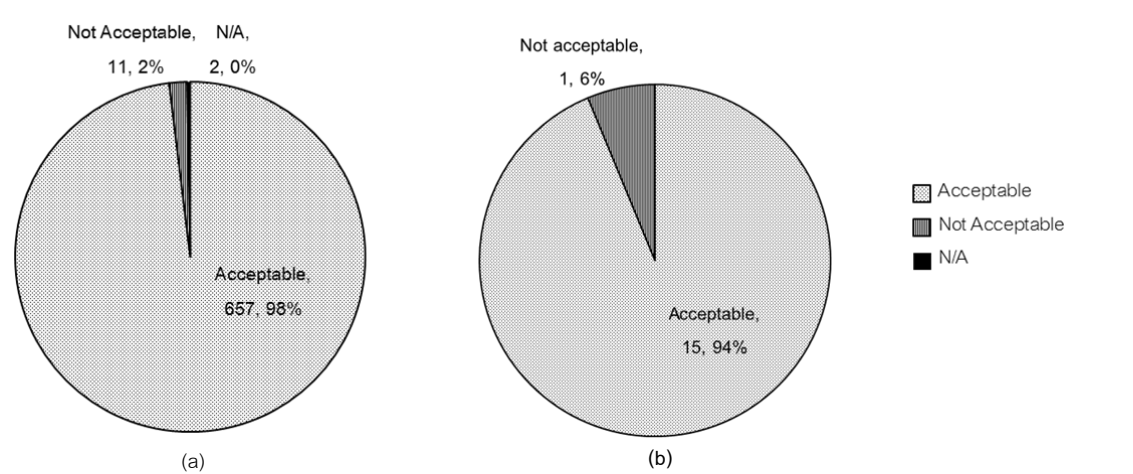 Not Acceptable,
11, 2%
N/A,
2, 0%
Acceptable,
657, 98%
(a)
Not acceptable,
1, 6%
Acceptable,
15, 94%
(b)
Acceptable
Not Acceptable
N/A